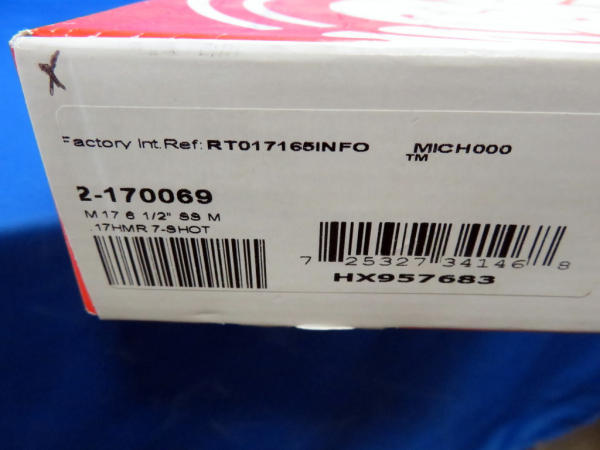 X
Factory Int.Ref: RT017165INFO MICH000
TM
2-170069
M 17 6 1/2" SS M
.17HMR 7-SHOT
7 25327 34146 8
HX957683